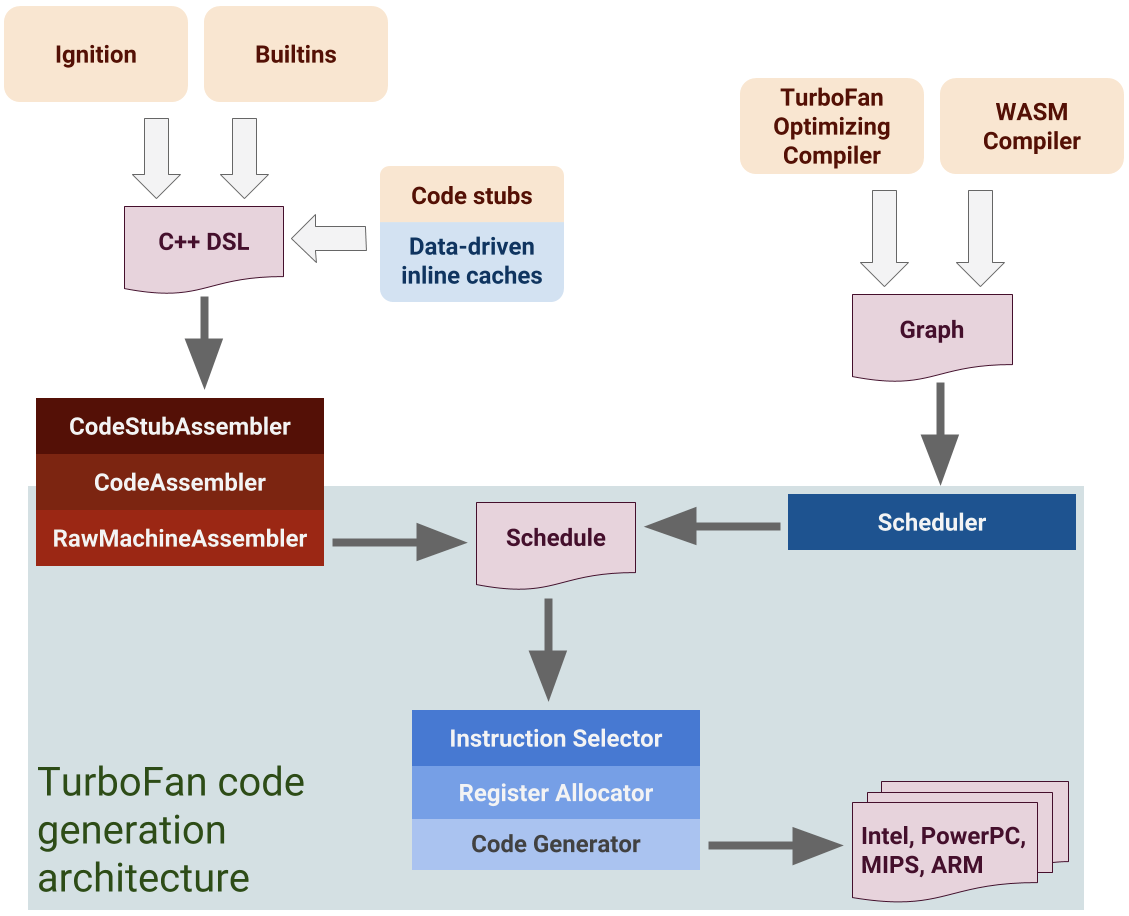 Ignition
Builtins
TurboFan
Optimizing
Compiler
WASM
Compiler
Code stubs
Data-driven
inline caches
C++ DSL
Graph
CodeStubAssembler
CodeAssembler
RawMachineAssembler
Schedule
Scheduler
Instruction Selector
Register Allocator
Code Generator
TurboFan code
generation
architecture
Intel, PowerPC,
MIPS, ARM